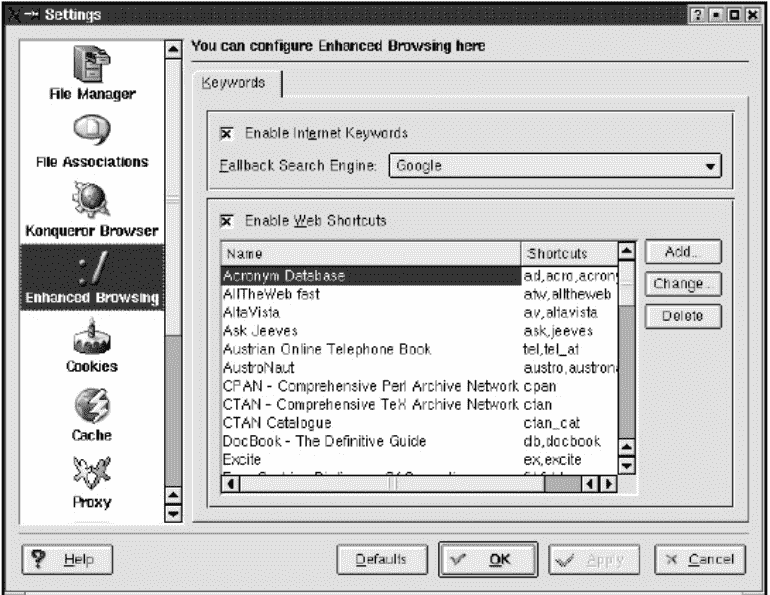 Settings
You can configure Enhanced Browsing here
File Manager
File Associations
Konqueror Browser
Enhanced Browsing
Cookies
Cache
Proxy
Keywords
Enable Internet Keywords
Fallback Search Engine: Google
Enable Web Shortcuts
Name Shortcuts
Acronym Database ad,acro,acrony
AllTheWeb fast atw,alltheweb
AltaVista av,altavista
Ask Jeeves ask,jeeves
Austrian Online Telephone Book tel,tel_at
AustroNaut austro,austrona
CPAN - Comprehensive Perl Archive Network cpan
CTAN - Comprehensive TeX Archive Network ctan
CTAN Catalogue ctan_cat
DocBook - The Definitive Guide db,docbook
Excite ex,excite
Add...
Change...
Delete
? Help
Defaults
OK
Apply
Cancel